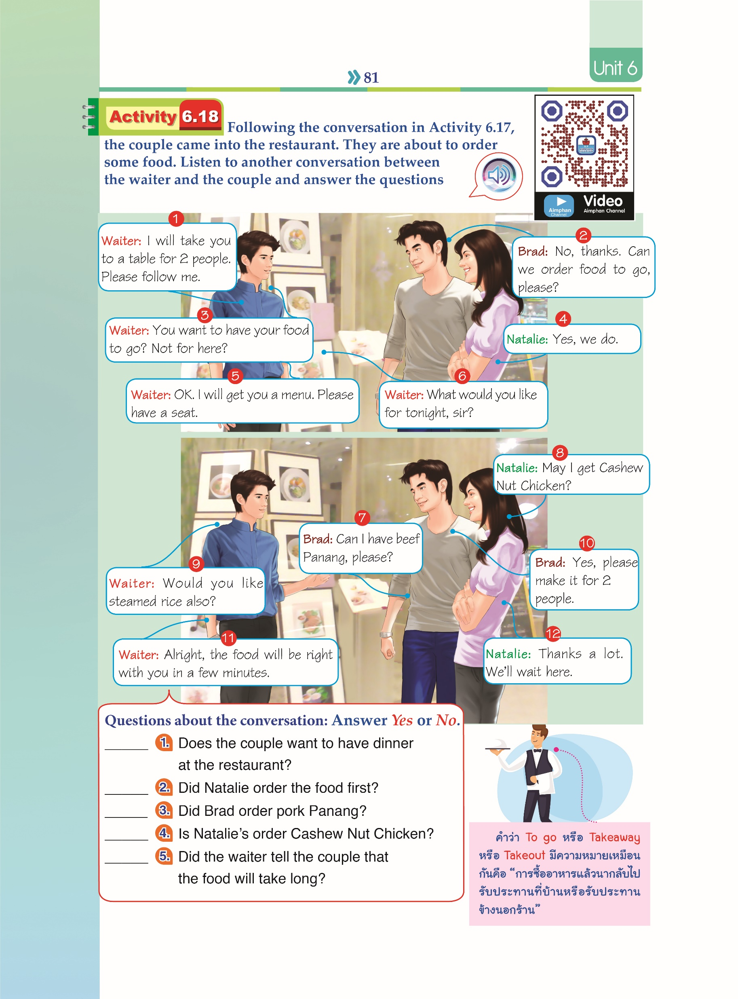 Unit 6
81
Activity 6.18
Following the conversation in Activity 6.17,
the couple came into the restaurant. They are about to order
some food. Listen to another conversation between
the waiter and the couple and answer the questions
Aimphan
Channel
Video
Aimphan Channel
1
Waiter: I will take you
to a table for 2 people.
Please follow me.
2
Brad: No, thanks. Can
we order food to go,
please?
3
Waiter: You want to have your food
to go? Not for here?
4
Natalie: Yes, we do.
5
Waiter: OK. I will get you a menu. Please
have a seat.
6
Waiter: What would you like
for tonight, sir?
7
Brad: Can I have beef
Panang, please?
8
Natalie: May I get Cashew
Nut Chicken?
9
Waiter: Would you like
steamed rice also?
10
Brad: Yes, please
make it for 2
people.
11
Waiter: Alright, the food will be right
with you in a few minutes.
12
Natalie: Thanks a lot.
We'll wait here.
Questions about the conversation: Answer Yes or No.
______ 1. Does the couple want to have dinner
at the restaurant?
______ 2. Did Natalie order the food first?
______ 3. Did Brad order pork Panang?
______ 4. Is Natalie's order Cashew Nut Chicken?
______ 5. Did the waiter tell the couple that
the food will take long?
คำว่า To go หรือ Takeaway
หรือ Takeout มีความหมายเหมือน
กันคือ “การซื้ออาหารแล้วนากลับไป
รับประทานที่บ้านหรือรับประทาน
ข้างนอกร้าน”